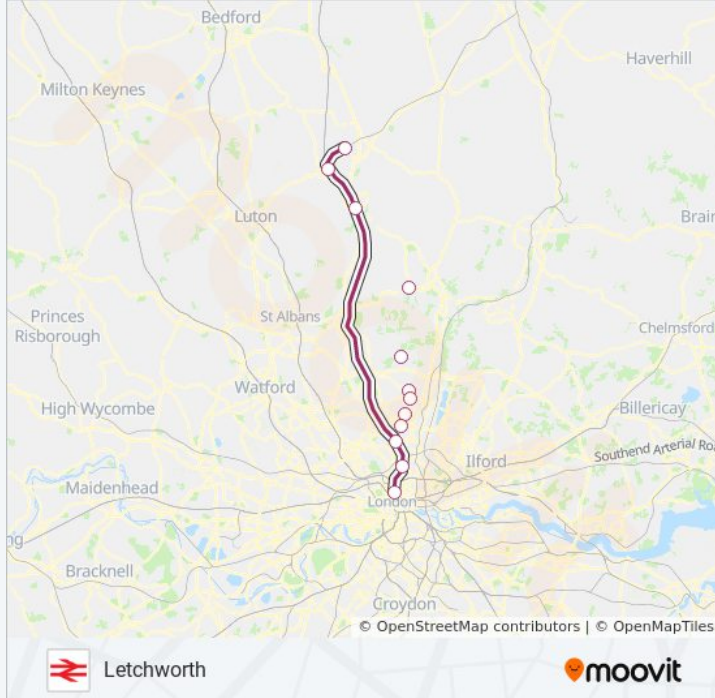 Bedford
Haverhill
Milton Keynes
Luton
Brain
Princes
Risborough
St Albans
Chelmsford
Watford
High Wycombe
Billericay
Southend Arterial Ro
Ilford
Maidenhead
London
ng
Bracknell
Croydon
© OpenStreetMap contributors | © OpenMapTiles
Letchworth
moovit